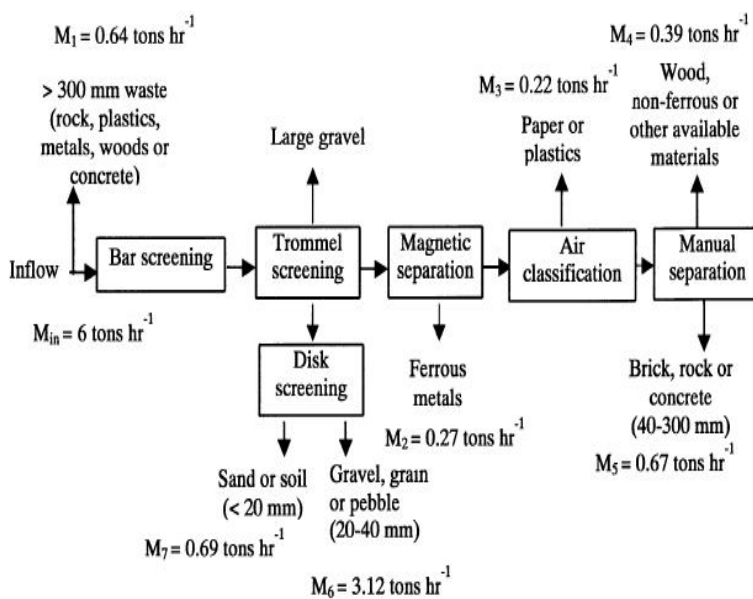 M₁ = 0.64 tons hr⁻¹
> 300 mm waste
(rock, plastics,
metals, woods or
concrete)
Large gravel
M₃ = 0.22 tons hr⁻¹
Paper or
plastics
M₄ = 0.39 tons hr⁻¹
Wood,
non-ferrous or
other available
materials
Inflow
Bar screening
Trommel
screening
Magnetic
separation
Air
classification
Manual
separation
Mᵢₙ = 6 tons hr⁻¹
Disk
screening
Ferrous
metals
M₂ = 0.27 tons hr⁻¹
Brick, rock or
concrete
(40-300 mm)
M₅ = 0.67 tons hr⁻¹
Sand or soil
(< 20 mm)
M₇ = 0.69 tons hr⁻¹
Gravel, grain
or pebble
(20-40 mm)
M₆ = 3.12 tons hr⁻¹